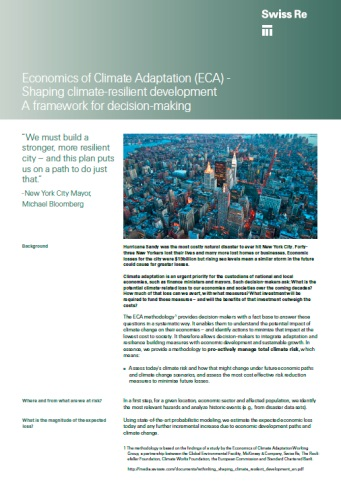 Swiss Re
Economics of Climate Adaptation (ECA) -
Shaping climate-resilient development
A framework for decision-making
"We must build a
stronger, more resilient
city – and this plan puts
us on a path to do just
that."
-New York City Mayor,
Michael Bloomberg
Background
Hurricane Sandy was the most costly natural disaster to ever hit New York City. Forty-
three New Yorkers lost their lives and many more lost homes or businesses. Economic
losses for the city were $19billion but rising sea levels mean a similar storm in the future
could cause far greater losses.
Climate adaptation is an urgent priority for the custodians of national and local
economies, such as finance ministers and mayors. Such decision-makers ask: What is the
potential climate-related loss to our economies and societies over the coming decades?
How much of that loss can we avert, with what measures? What investment will be
required to fund those measures – and will the benefits of that investment outweigh the
costs?
The ECA methodology¹ provides decision-makers with a fact base to answer these
questions in a systematic way. It enables them to understand the potential impact of
climate change on their economies – and identify actions to minimise that impact at the
lowest cost to society. It therefore allows decision-makers to integrate adaptation and
resilience building measures with economic development and sustainable growth. In
essence, we provide a methodology to pro-actively manage total climate risk, which
means:
■ Assess today's climate risk and how that might change under future economic paths
and climate change scenarios, and assess the most cost effective risk reduction
measures to minimise future losses.
Where and from what are we at risk?
In a first step, for a given location, economic sector and affected population, we identify
the most relevant hazards and analyse historic events (e.g., from disaster data sets).
What is the magnitude of the expected
loss?
Using state-of-the-art probabilistic modeling, we estimate the expected economic loss
today and any further incremental increase due to economic development paths and
climate change.
1 The methodology is based on the findings of a study by the Economics of Climate Adaptation Working
Group, a partnership between the Global Environmental Facility, McKinsey & Company, Swiss Re, The Rock-
efeller Foundation, Climate Works Foundation, the European Commission and Standard Chartered Bank.